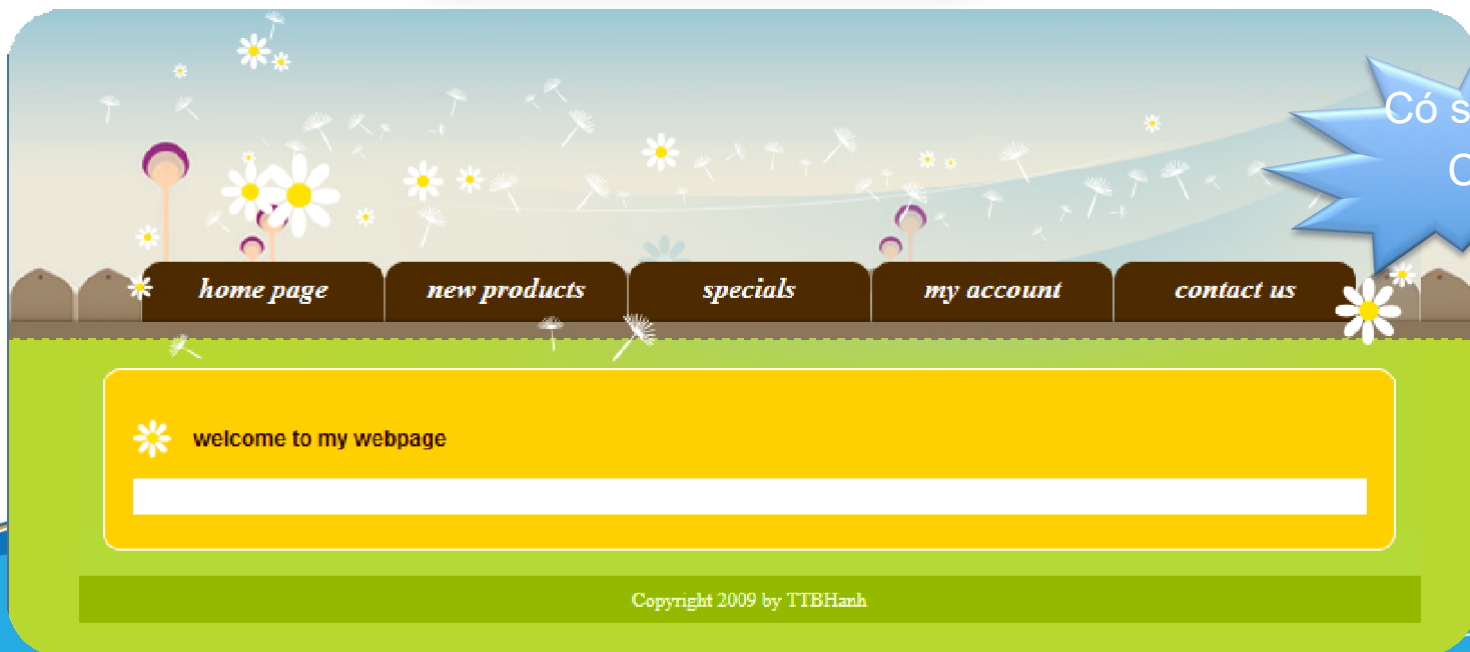 Có
home page
new products
specials
my account
contact us
welcome to my webpage
Copyright 2009 by TTBHanh